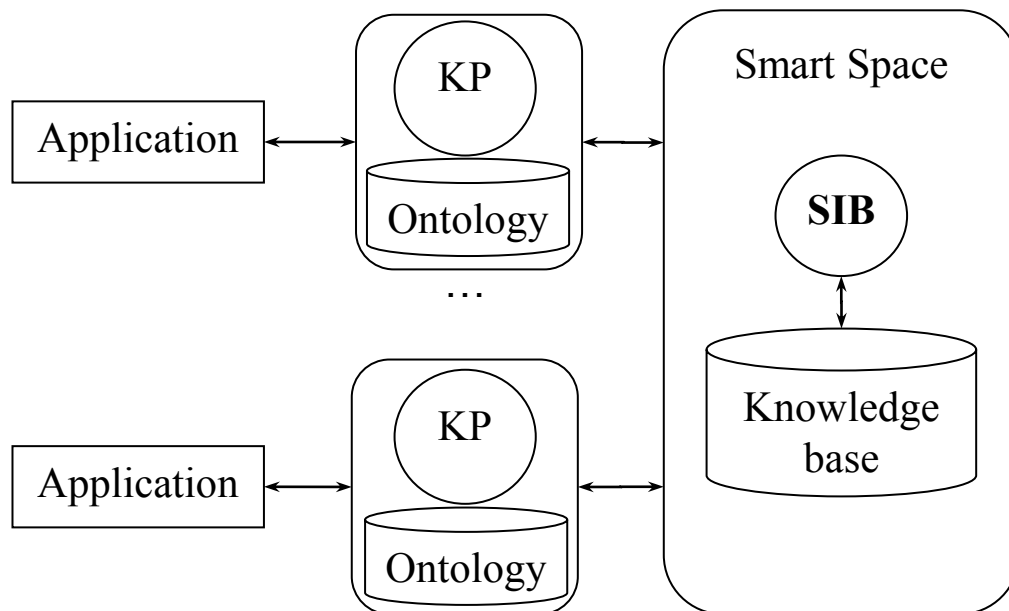 Application
KP
Ontology
…
Application
KP
Ontology
Smart Space
SIB
Knowledge
base